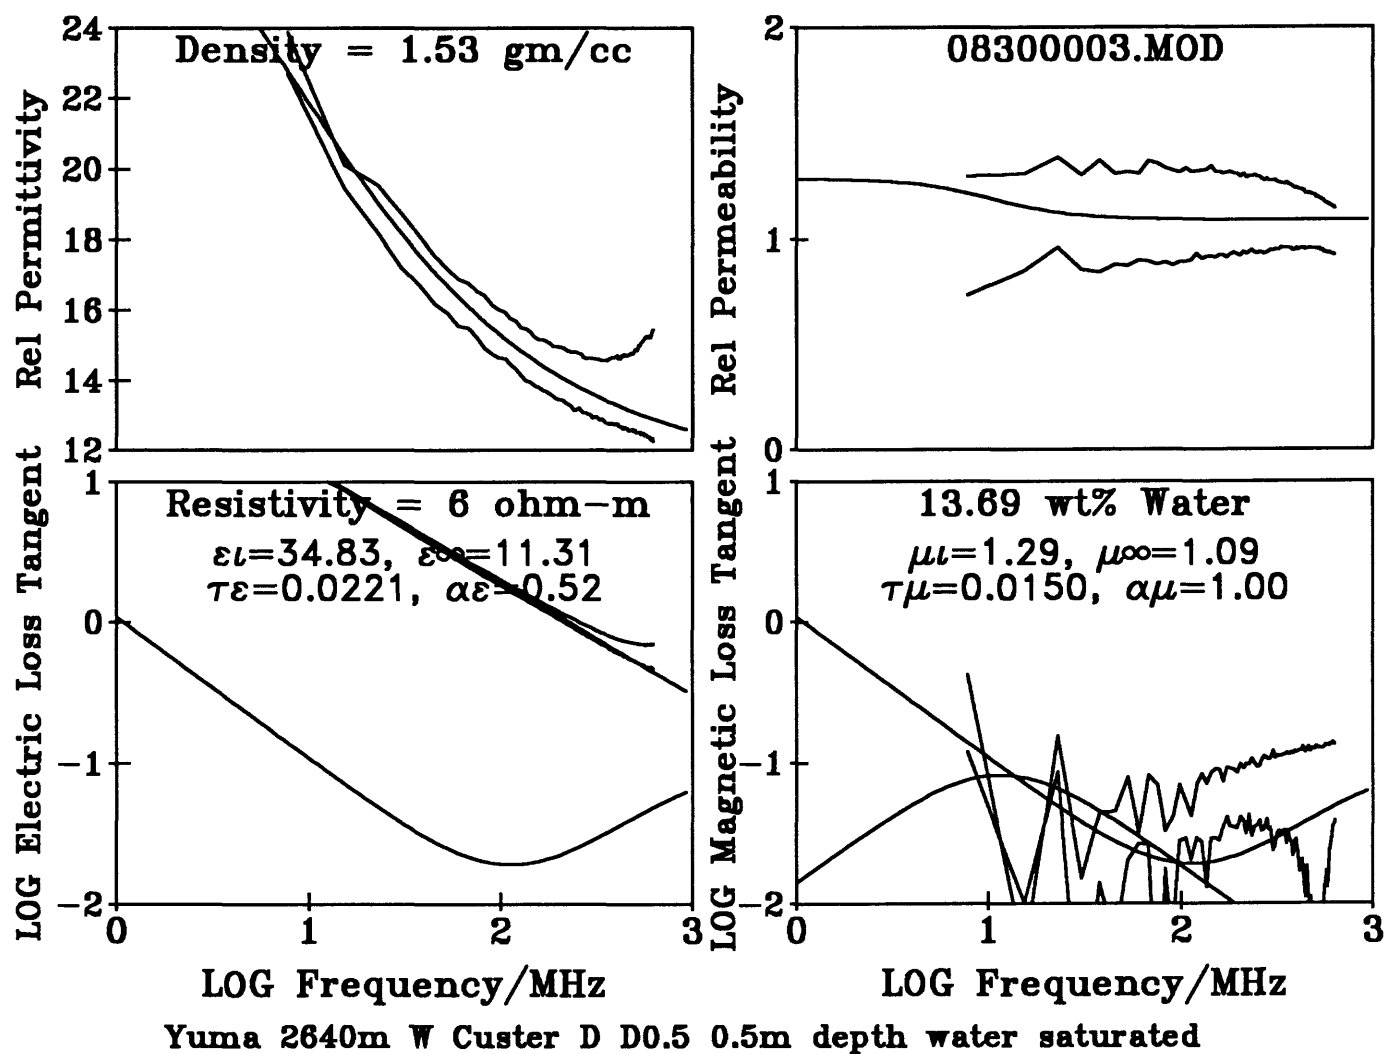 Density = 1.53 gm/cc
24
22
20
18
16
14
12
Rel Permittivity
08300003.MOD
2
1
0
Rel Permeability
Resistivity = 6 ohm-m
ει=34.83, ε∞=11.31
τε=0.0221, αε=0.52
1
0
-1
-2
LOG Electric Loss Tangent
0
1
2
3
LOG Frequency/MHz
13.69 wt% Water
μι=1.29, μ∞=1.09
τμ=0.0150, αμ=1.00
1
0
-1
-2
LOG Magnetic Loss Tangent
0
1
2
3
LOG Frequency/MHz
Yuma 2640m W Custer D D0.5 0.5m depth water saturated